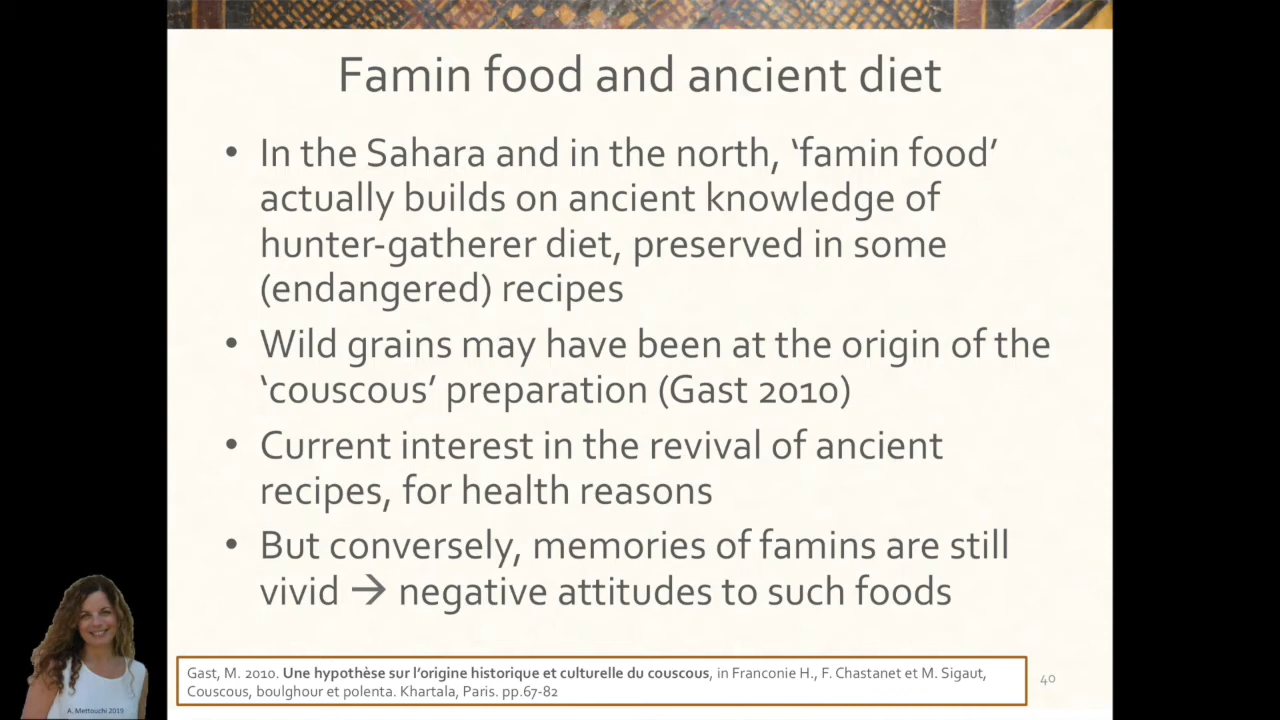 Famin food and ancient diet
• In the Sahara and in the north, ‘famin food’
actually builds on ancient knowledge of
hunter-gatherer diet, preserved in some
(endangered) recipes
• Wild grains may have been at the origin of the
‘couscous’ preparation (Gast 2010)
• Current interest in the revival of ancient
recipes, for health reasons
• But conversely, memories of famins are still
vivid → negative attitudes to such foods
Gast, M. 2010. Une hypothèse sur l’origine historique et culturelle du couscous, in Franconie H., F. Chastanet et M. Sigaut,
Couscous, boulghour et polenta. Khartala, Paris. pp.67-82
40
A. Mettouchi 2015